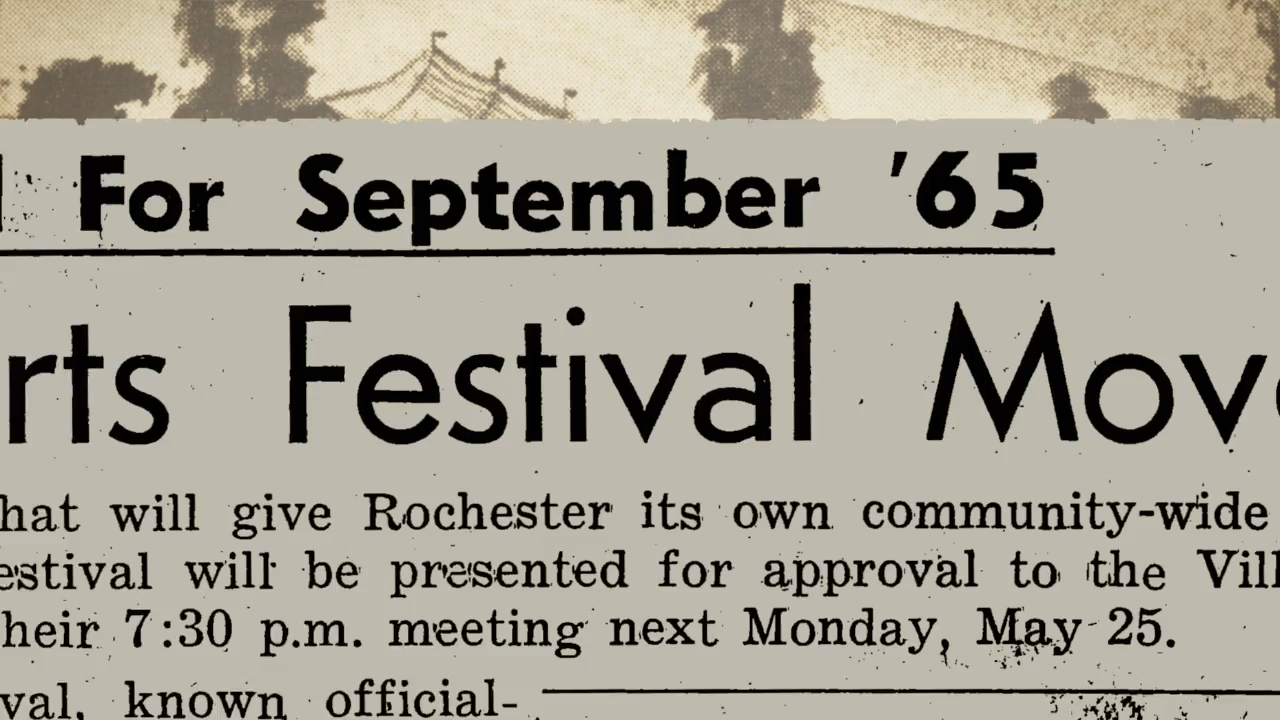 For September '65
rts Festival Mov
hat will give Rochester its own community-wide
estival will be presented for approval to the Vill
heir 7:30 p.m. meeting next Monday, May 25.
val, known official-